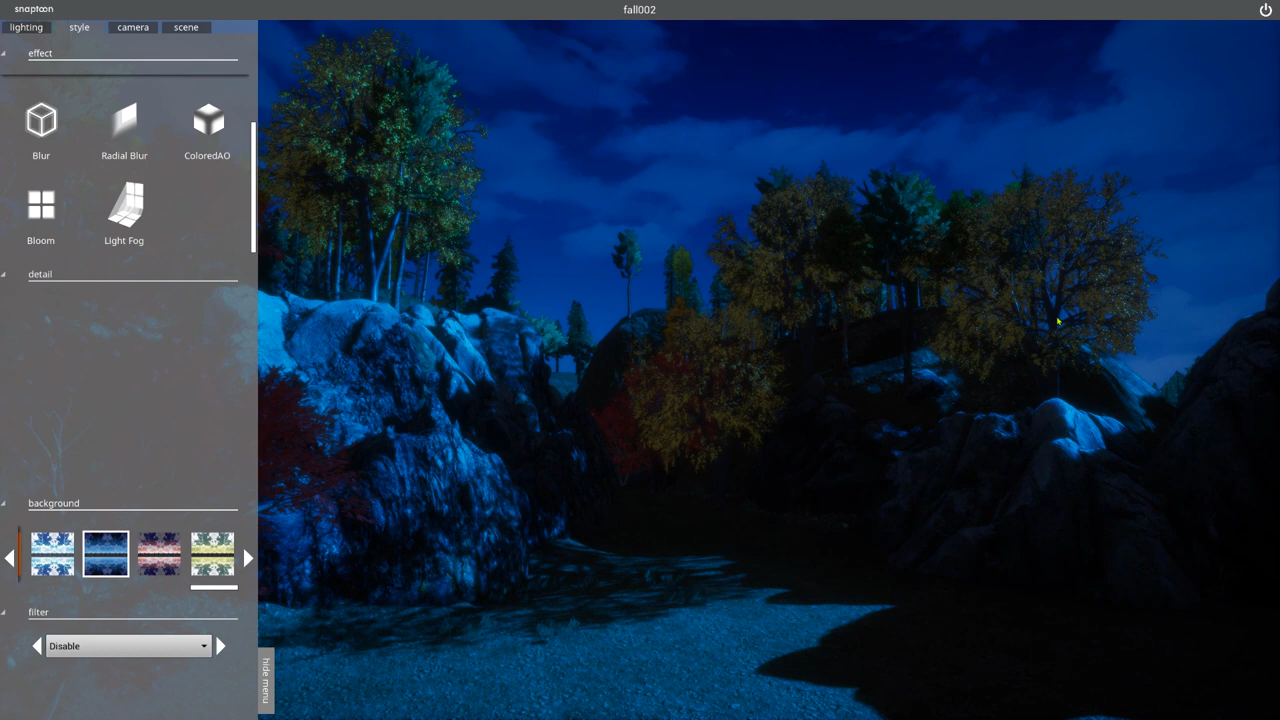 snaptoon
fall002
lighting style camera scene
effect
Blur Radial Blur ColoredAO
Bloom Light Fog
detail
background
filter
Disable
hide menu